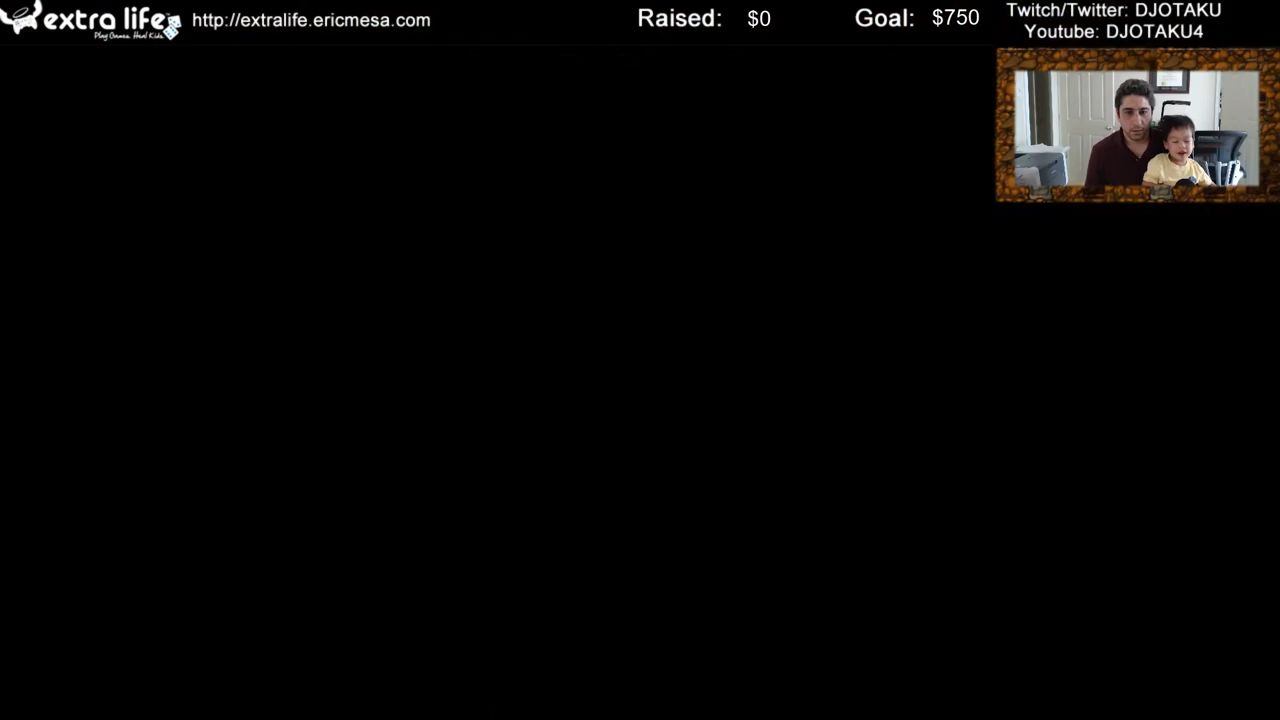 extra life
Play Games. Heal Kids.
http://extralife.ericmesa.com
Raised: $0
Goal: $750
Twitch/Twitter: DJOTAKU
Youtube: DJOTAKU4